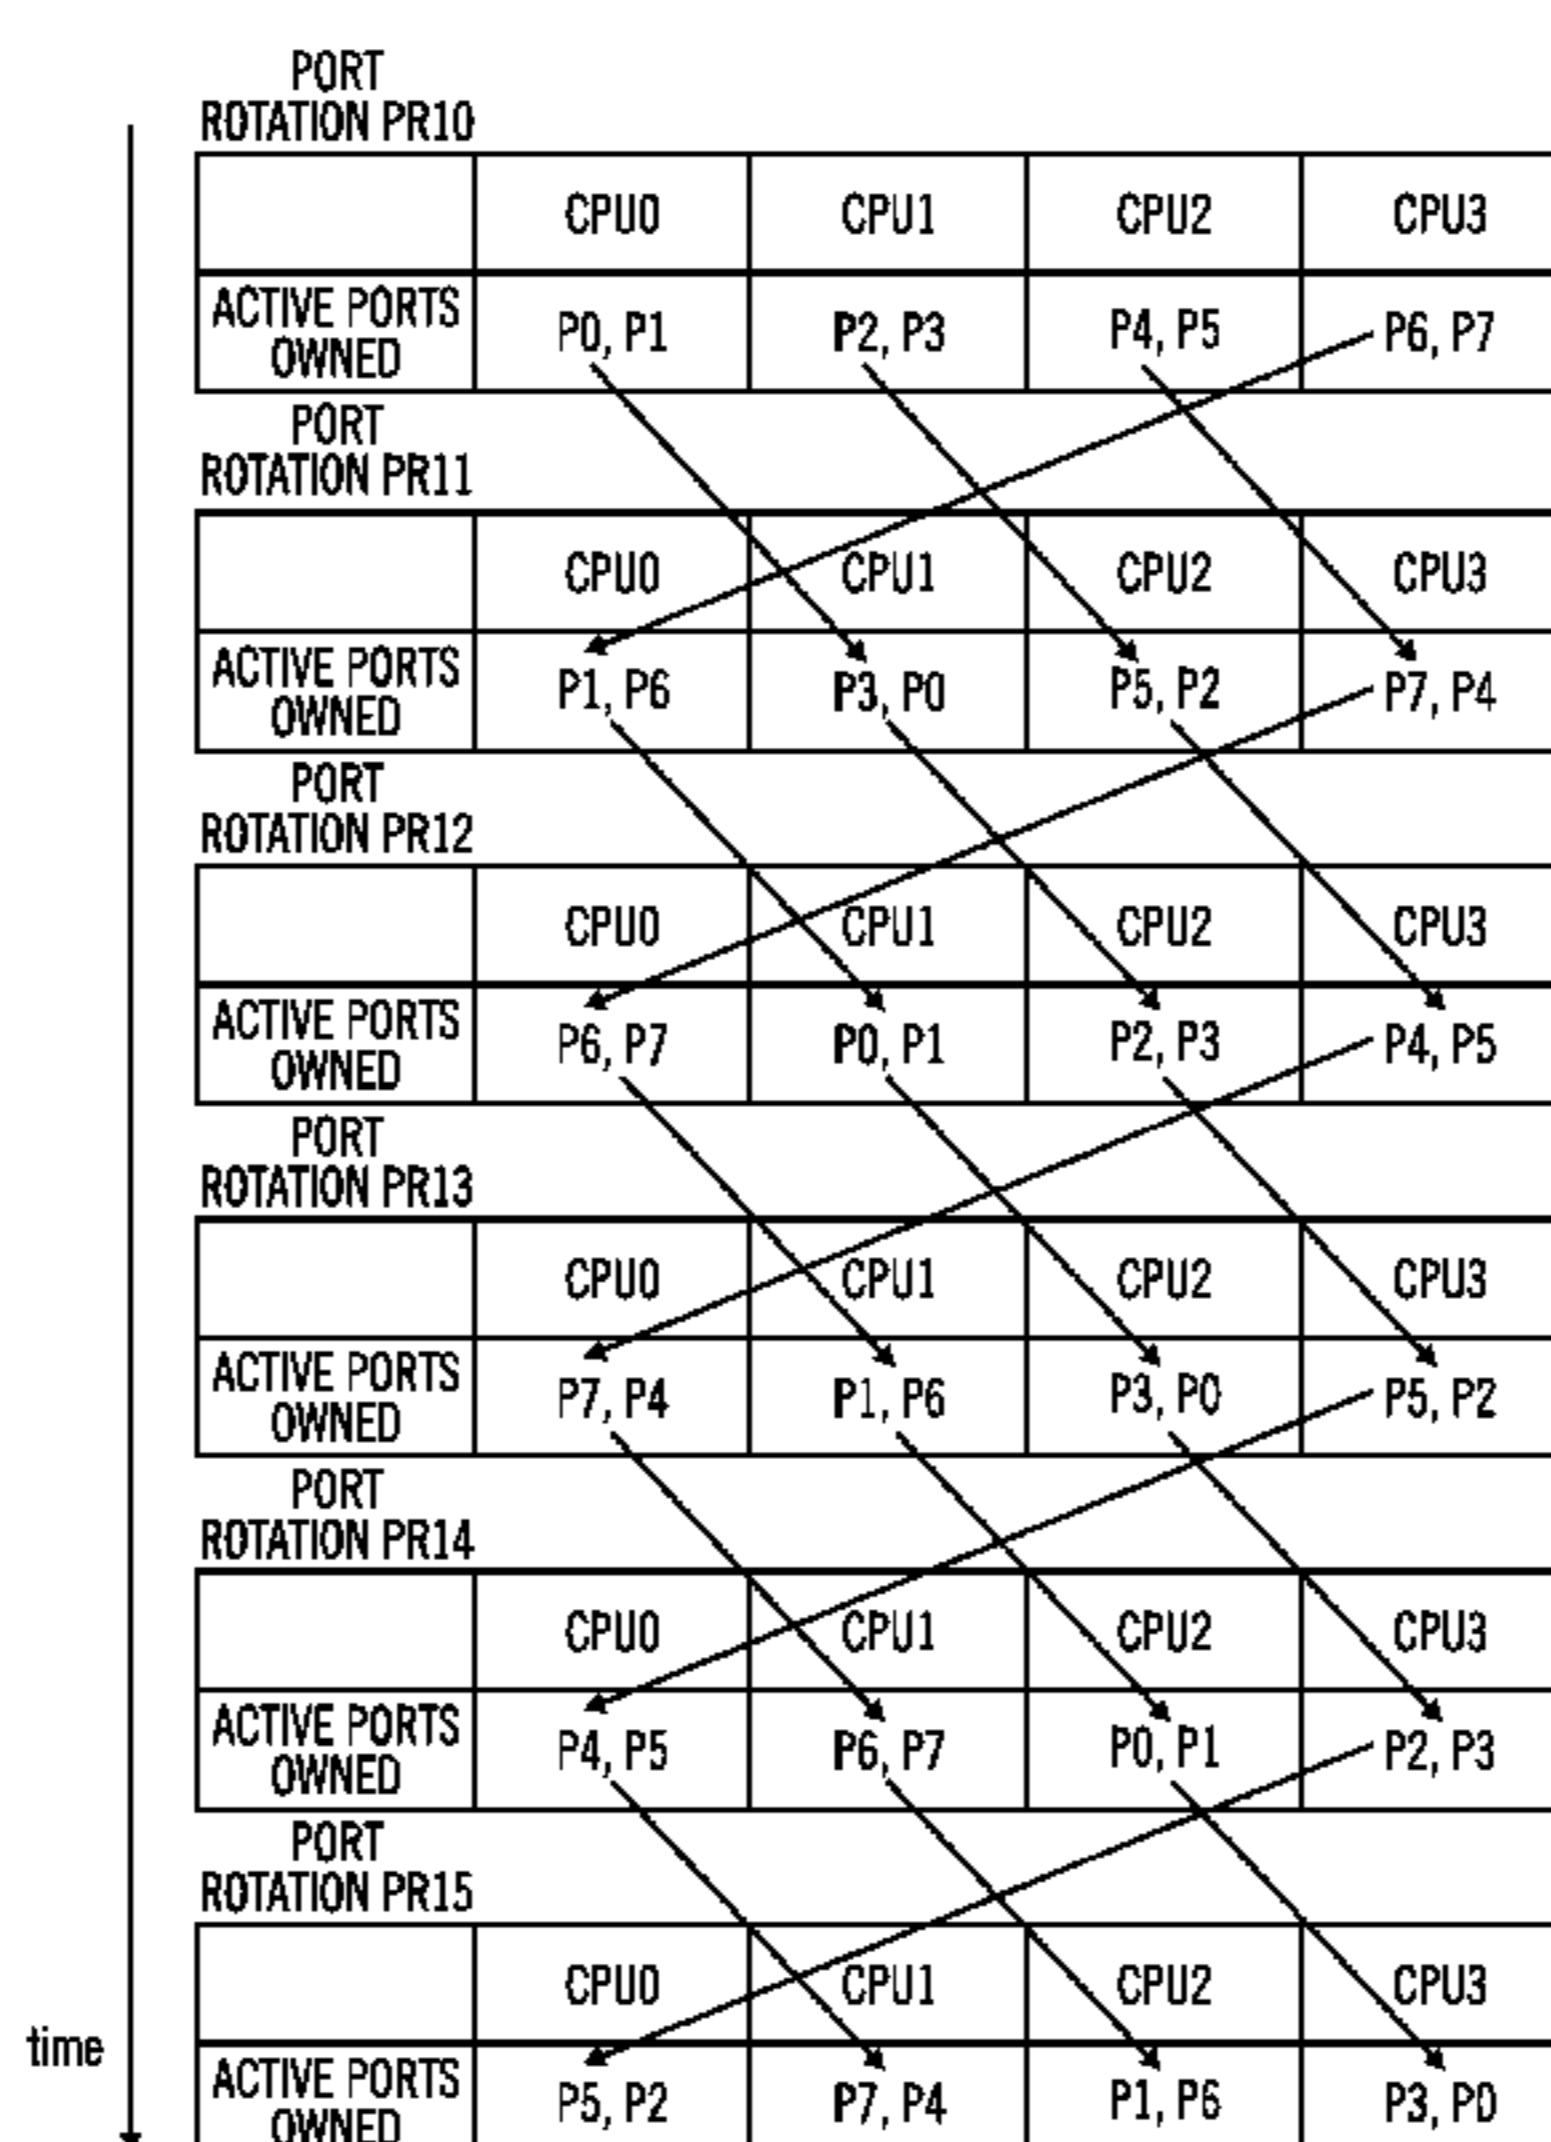 PORT
ROTATION PR10
CPU0 CPU1 CPU2 CPU3
ACTIVE PORTS
OWNED
P0, P1 P2, P3 P4, P5 P6, P7
PORT
ROTATION PR11
CPU0 CPU1 CPU2 CPU3
ACTIVE PORTS
OWNED
P1, P6 P3, P0 P5, P2 P7, P4
PORT
ROTATION PR12
CPU0 CPU1 CPU2 CPU3
ACTIVE PORTS
OWNED
P6, P7 P0, P1 P2, P3 P4, P5
PORT
ROTATION PR13
CPU0 CPU1 CPU2 CPU3
ACTIVE PORTS
OWNED
P7, P4 P1, P6 P3, P0 P5, P2
PORT
ROTATION PR14
CPU0 CPU1 CPU2 CPU3
ACTIVE PORTS
OWNED
P4, P5 P6, P7 P0, P1 P2, P3
PORT
ROTATION PR15
CPU0 CPU1 CPU2 CPU3
time
ACTIVE PORTS
OWNED
P5, P2 P7, P4 P1, P6 P3, P0